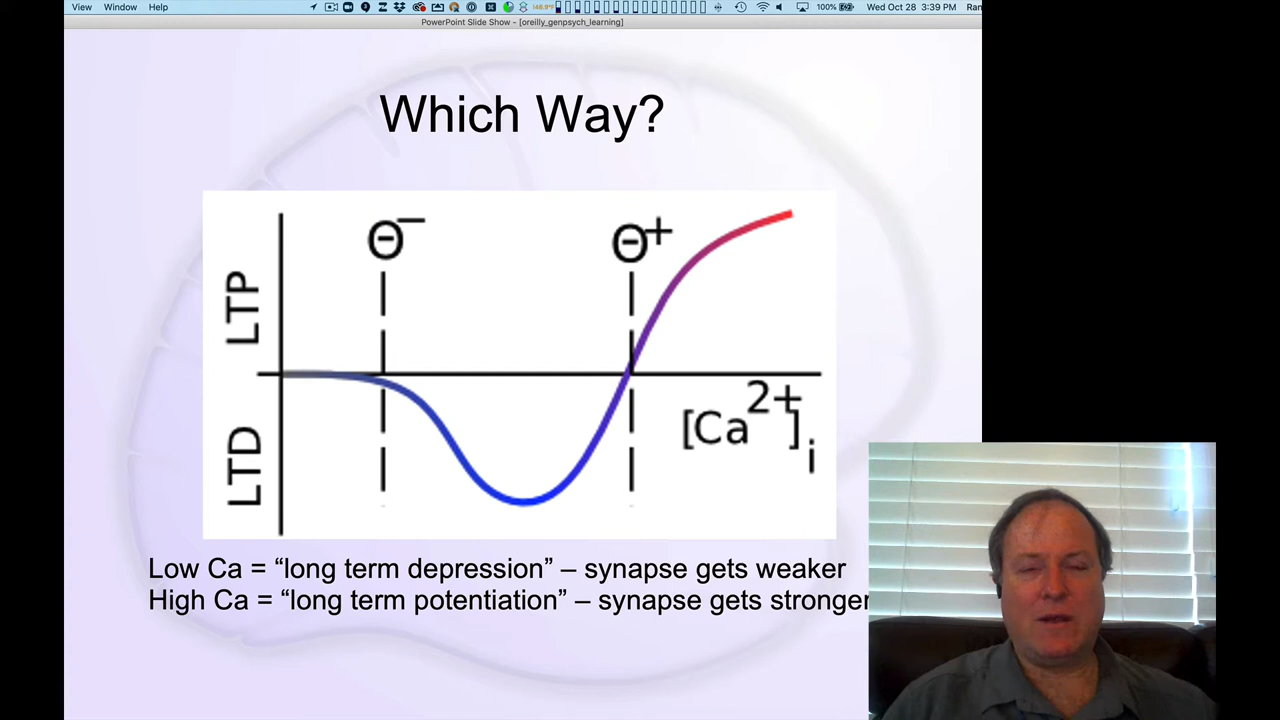 View Window Help 100% Wed Oct 28 3:39 PM Ran
PowerPoint Slide Show - [oreilly_genpsych_learning]
Which Way?
Θ− Θ+
LTP
LTD
[Ca2+]i
Low Ca = “long term depression” – synapse gets weaker
High Ca = “long term potentiation” – synapse gets stronger